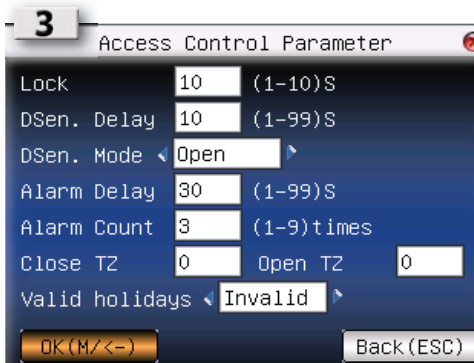 3
Access Control Parameter
Lock 10 (1-10)S
DSen. Delay 10 (1-99)S
DSen. Mode Open
Alarm Delay 30 (1-99)S
Alarm Count 3 (1-9)times
Close TZ 0 Open TZ 0
Valid holidays Invalid
OK(M/<-) Back(ESC)